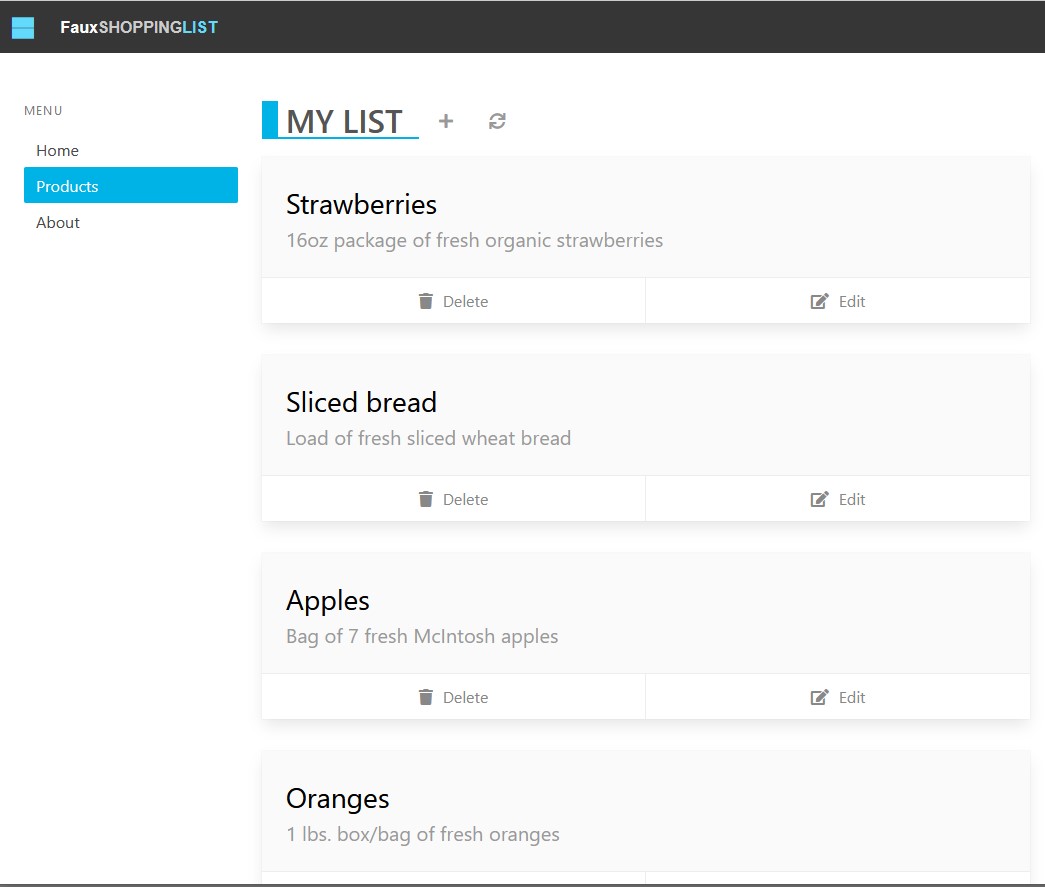 FauxSHOPPINGLIST
MENU
Home
Products
About
MY LIST
Strawberries
16oz package of fresh organic strawberries
Delete Edit
Sliced bread
Load of fresh sliced wheat bread
Delete Edit
Apples
Bag of 7 fresh McIntosh apples
Delete Edit
Oranges
1 lbs. box/bag of fresh oranges